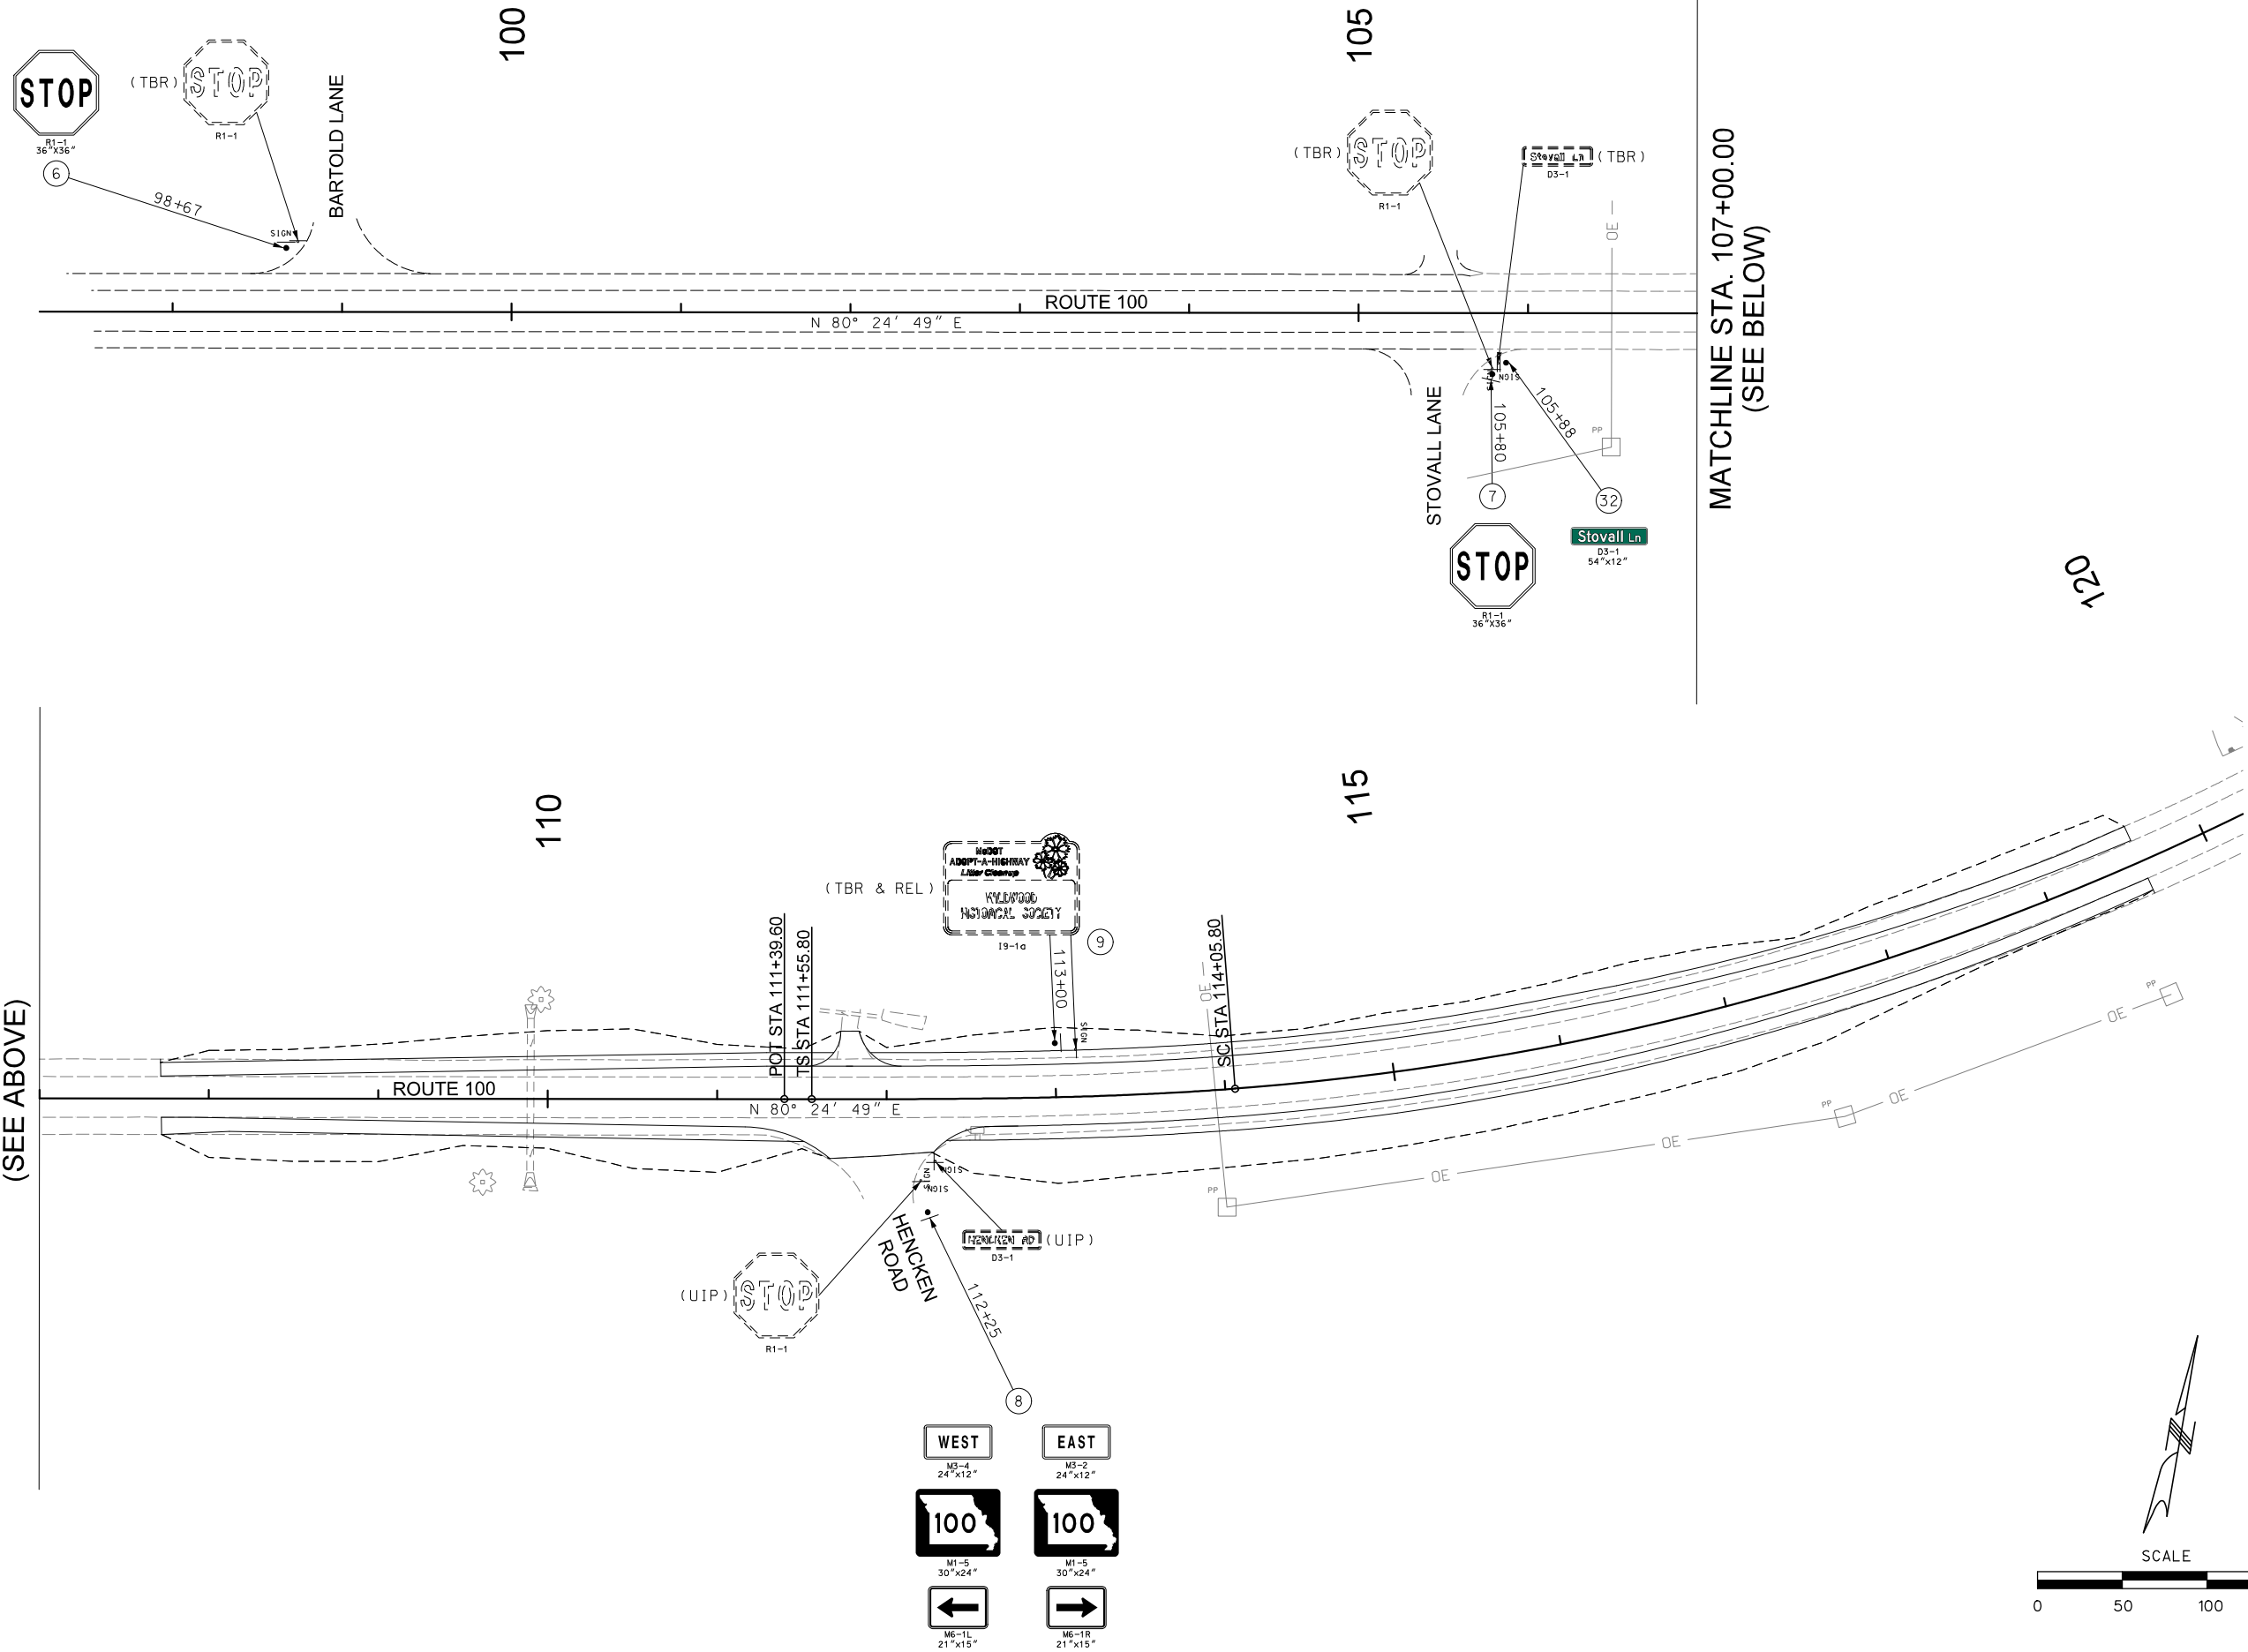 100
105
STOP
R1-1
36"X36"
6
98+67
(TBR)
STOP
R1-1
SIGN
BARTOLD LANE
(TBR)
STOP
R1-1
Stovall Ln
(TBR)
D3-1
OE
ROUTE 100
N 80° 24' 49" E
SIGN
SIGN
105+80
105+88
PP
STOVALL LANE
7
32
STOP
R1-1
36"X36"
Stovall Ln
D3-1
54"x12"
MATCHLINE STA. 107+00.00
(SEE BELOW)
120
(SEE ABOVE)
110
115
MoDOT
ADOPT-A-HIGHWAY
Litter Cleanup
WILDWOOD
HISTORICAL SOCIETY
(TBR & REL)
I9-1a
9
113+00
SIGN
POT STA 111+39.60
TS STA 111+55.80
SC STA 114+05.80
OE
ROUTE 100
N 80° 24' 49" E
SIGN
SIGN
SIGN
HENCKEN
ROAD
HENCKEN RD
(UIP)
D3-1
(UIP)
STOP
R1-1
112+25
8
PP
OE
OE
PP
OE
OE
PP
WEST
M3-4
24"x12"
EAST
M3-2
24"x12"
100
M1-5
30"x24"
100
M1-5
30"x24"
M6-1L
21"x15"
M6-1R
21"x15"
N
SCALE
0 50 100